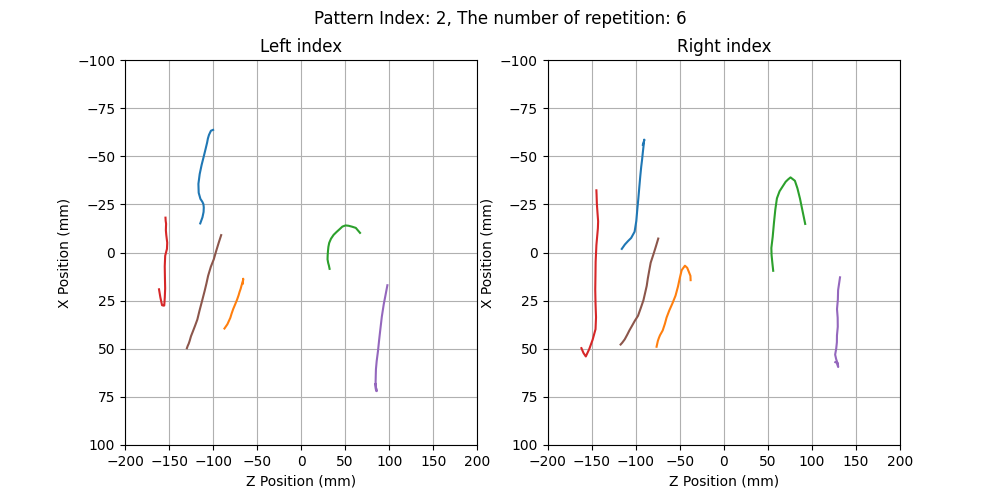 Pattern Index: 2, The number of repetition: 6
Left index
Right index
−100
−75
−50
−25
0
25
50
75
100
X Position (mm)
−200 −150 −100 −50 0 50 100 150 200
Z Position (mm)
−100
−75
−50
−25
0
25
50
75
100
X Position (mm)
−200 −150 −100 −50 0 50 100 150 200
Z Position (mm)